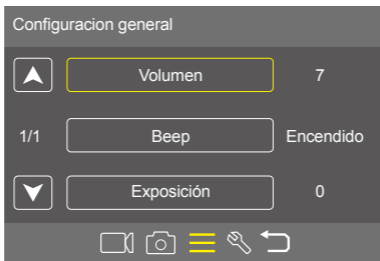 Configuracion general
Volumen 7
1/1 Beep Encendido
Exposición 0